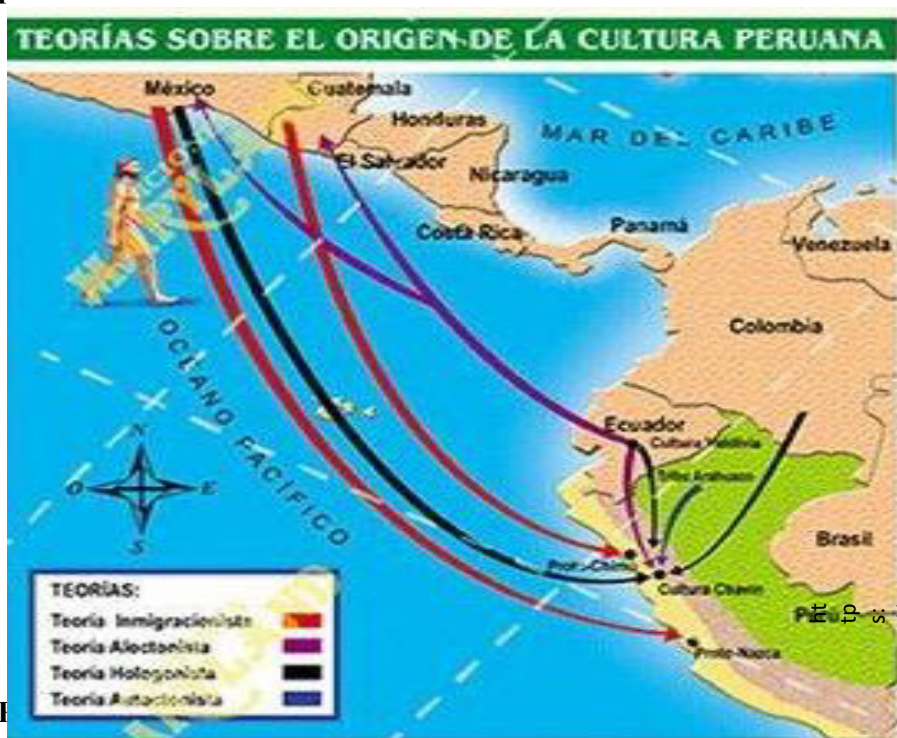 TEORÍAS SOBRE EL ORIGEN DE LA CULTURA PERUANA
México
Guatemala
Honduras
MAR DEL CARIBE
El Salvador
Nicaragua
Costa Rica
Panamá
Venezuela
Colombia
OCÉANO PACÍFICO
Ecuador
Cultura Valdivia
Tribu Arahuaco
N
O
E
S
Brasil
Proto-Chimú
Cultura Chavín
Perú
ht
tp
s:
Proto-Nazca
TEORÍAS:
Teoría Inmigracionista
Teoría Aloctonista
Teoría Hologenista
Teoría Autoctonista